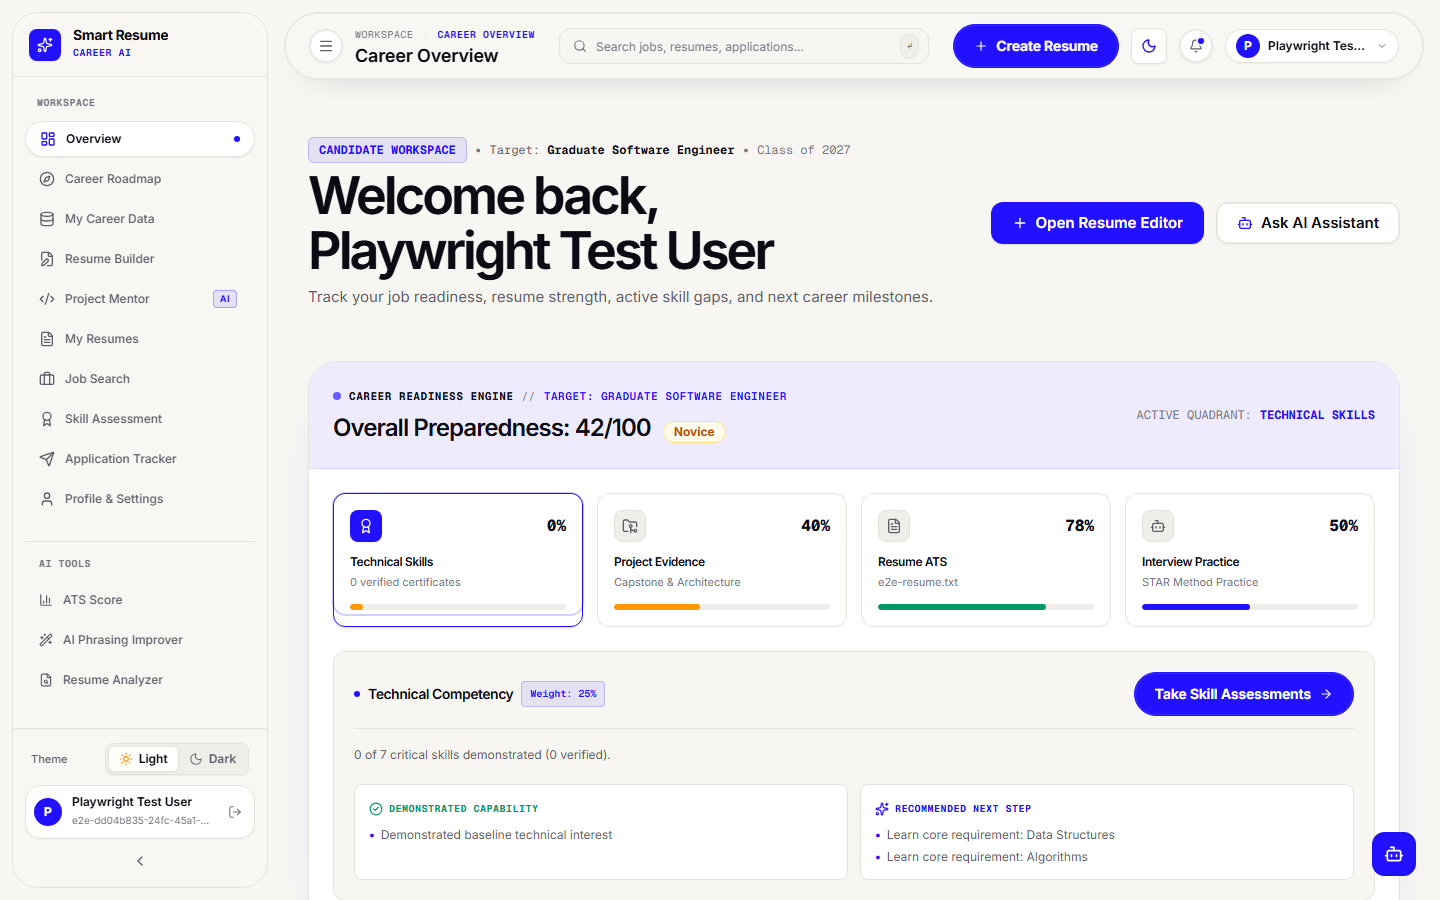 Smart Resume
CAREER AI
WORKSPACE
Overview
Career Roadmap
My Career Data
Resume Builder
Project Mentor AI
My Resumes
Job Search
Skill Assessment
Application Tracker
Profile & Settings
AI TOOLS
ATS Score
AI Phrasing Improver
Resume Analyzer
Theme Light Dark
P Playwright Test User
e2e-dd04b835-24fc-45a1-...
WORKSPACE CAREER OVERVIEW
Career Overview
Search jobs, resumes, applications...
Create Resume
P Playwright Tes...
CANDIDATE WORKSPACE • Target: Graduate Software Engineer • Class of 2027
Welcome back,
Playwright Test User
Track your job readiness, resume strength, active skill gaps, and next career milestones.
Open Resume Editor
Ask AI Assistant
CAREER READINESS ENGINE // TARGET: GRADUATE SOFTWARE ENGINEER
Overall Preparedness: 42/100 Novice
ACTIVE QUADRANT: TECHNICAL SKILLS
0%
Technical Skills
0 verified certificates
40%
Project Evidence
Capstone & Architecture
78%
Resume ATS
e2e-resume.txt
50%
Interview Practice
STAR Method Practice
Technical Competency Weight: 25%
Take Skill Assessments
0 of 7 critical skills demonstrated (0 verified).
DEMONSTRATED CAPABILITY
• Demonstrated baseline technical interest
RECOMMENDED NEXT STEP
• Learn core requirement: Data Structures
• Learn core requirement: Algorithms